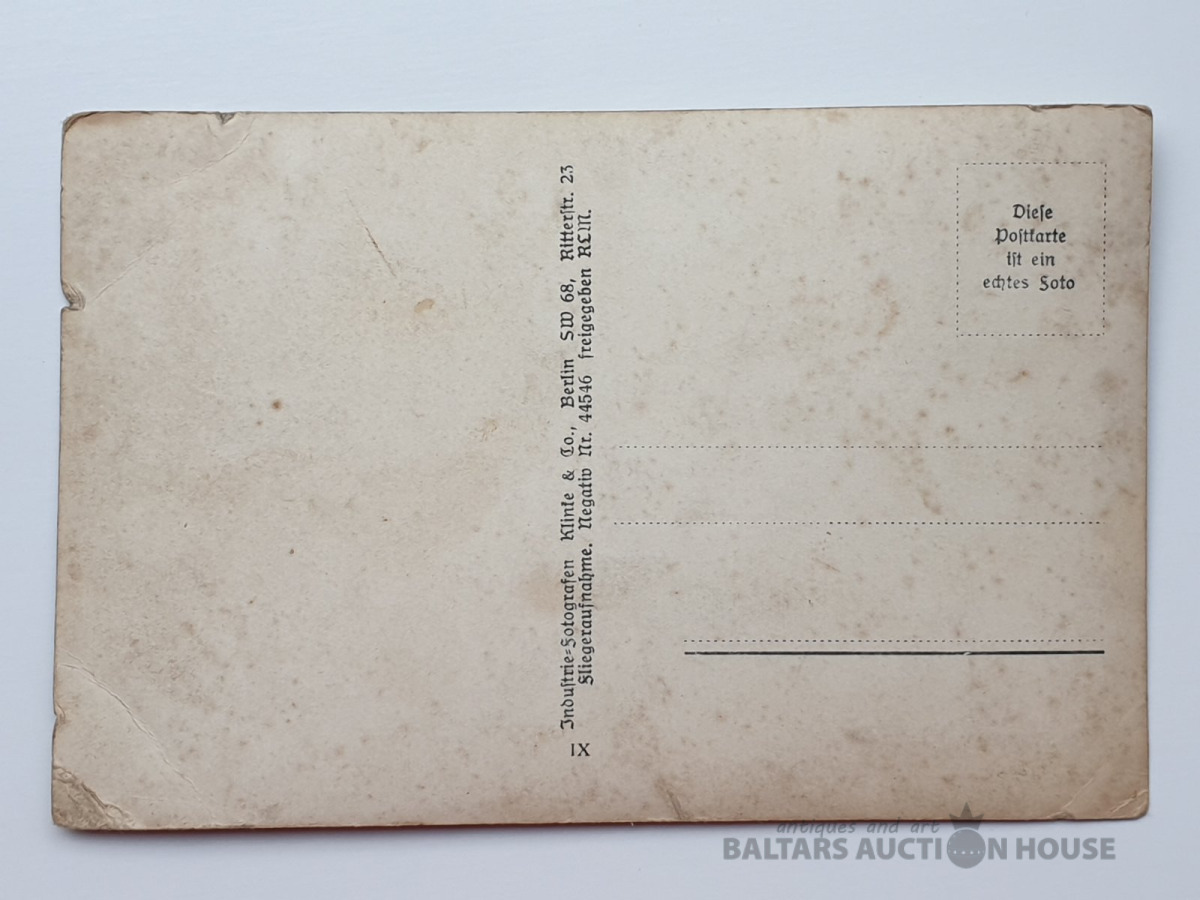 Industrie=Fotografen Klinke & Co., Berlin SW 68, Ritterstr. 23
Fliegeraufnahme. Negativ Nr. 44546 freigegeben RLM.
IX
Diese
Postkarte
ist ein
echtes Foto
antiques and art
BALTARS AUCTION HOUSE